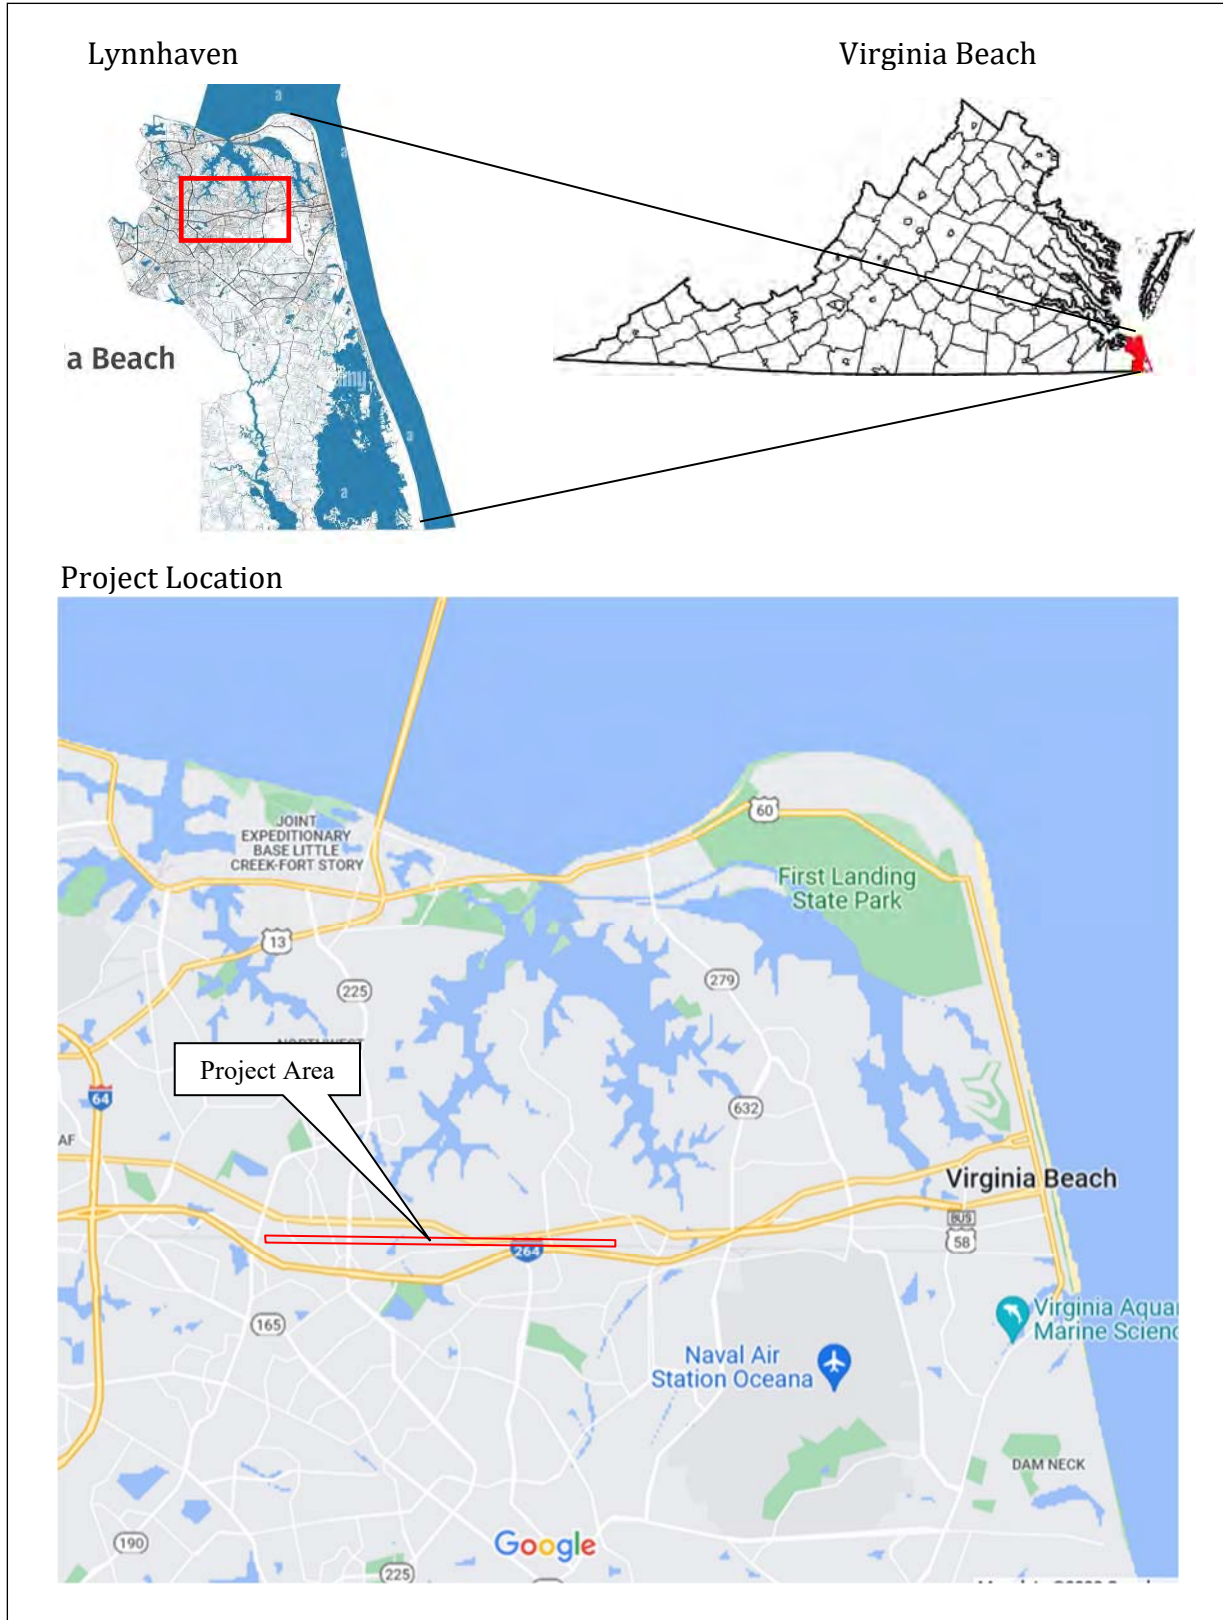 Lynnhaven
Virginia Beach
a
a
a Beach
my
a
a
Project Location
60
JOINT
EXPEDITIONARY
BASE LITTLE
CREEK-FORT STORY
First Landing
State Park
13
279
225
Project Area
64
632
AF
Virginia Beach
BUS
58
264
165
Virginia Aqua
Marine Scienc
Naval Air
Station Oceana
DAM NECK
190
Google
225